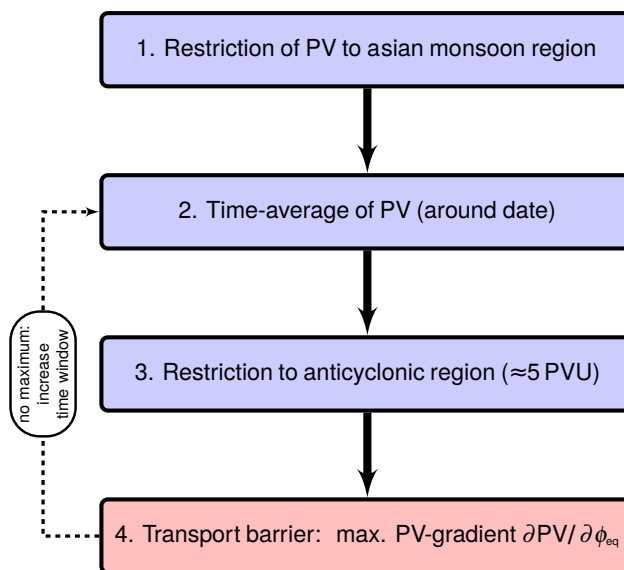 1. Restriction of PV to asian monsoon region
2. Time-average of PV (around date)
no maximum:
increase
time window
3. Restriction to anticyclonic region (≈5 PVU)
4. Transport barrier: max. PV-gradient ∂PV/∂ϕeq